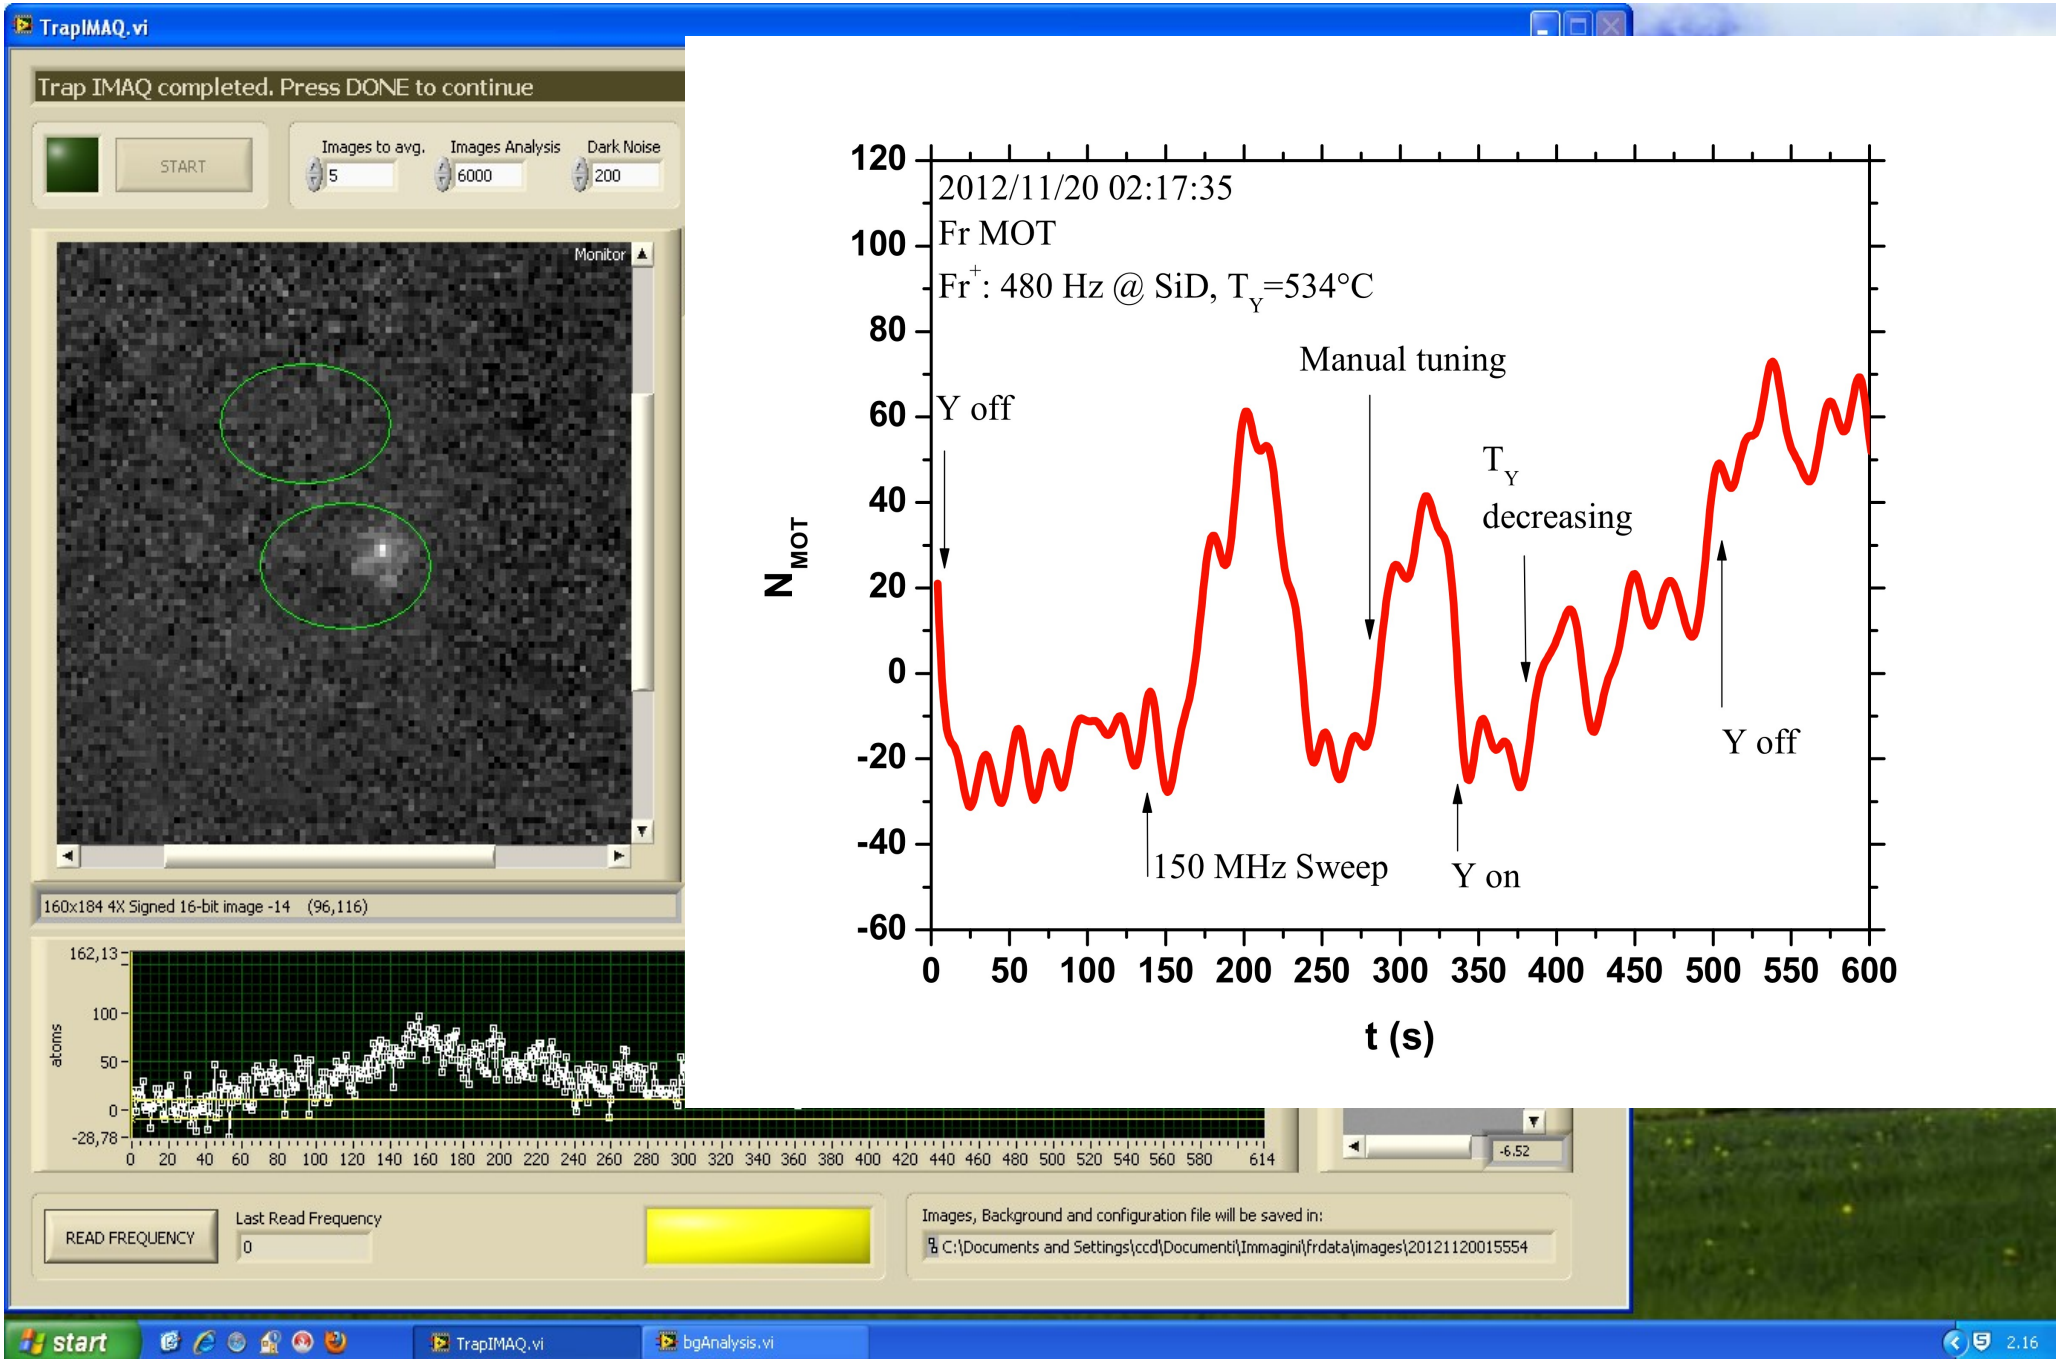 TrapIMAQ.vi
Trap IMAQ completed. Press DONE to continue
START
Images to avg.
5
Images Analysis
6000
Dark Noise
200
Monitor
160x184 4X Signed 16-bit image -14 (96,116)
162,13
100
50
0
-28,78
atoms
0 20 40 60 80 100 120 140 160 180 200 220 240 260 280 300 320 340 360 380 400 420 440 460 480 500 520 540 560 580 614
-6.52
READ FREQUENCY
Last Read Frequency
0
Images, Background and configuration file will be saved in:
C:\Documents and Settings\ccd\Documenti\Immagini\frdata\images\20121120015554
start
TrapIMAQ.vi
bgAnalysis.vi
2.16
120
100
80
60
40
20
0
-20
-40
-60
N_MOT
2012/11/20 02:17:35
Fr MOT
Fr⁺: 480 Hz @ SiD, T_Y=534°C
Y off
Manual tuning
T_Y
decreasing
Y off
150 MHz Sweep
Y on
0 50 100 150 200 250 300 350 400 450 500 550 600
t (s)